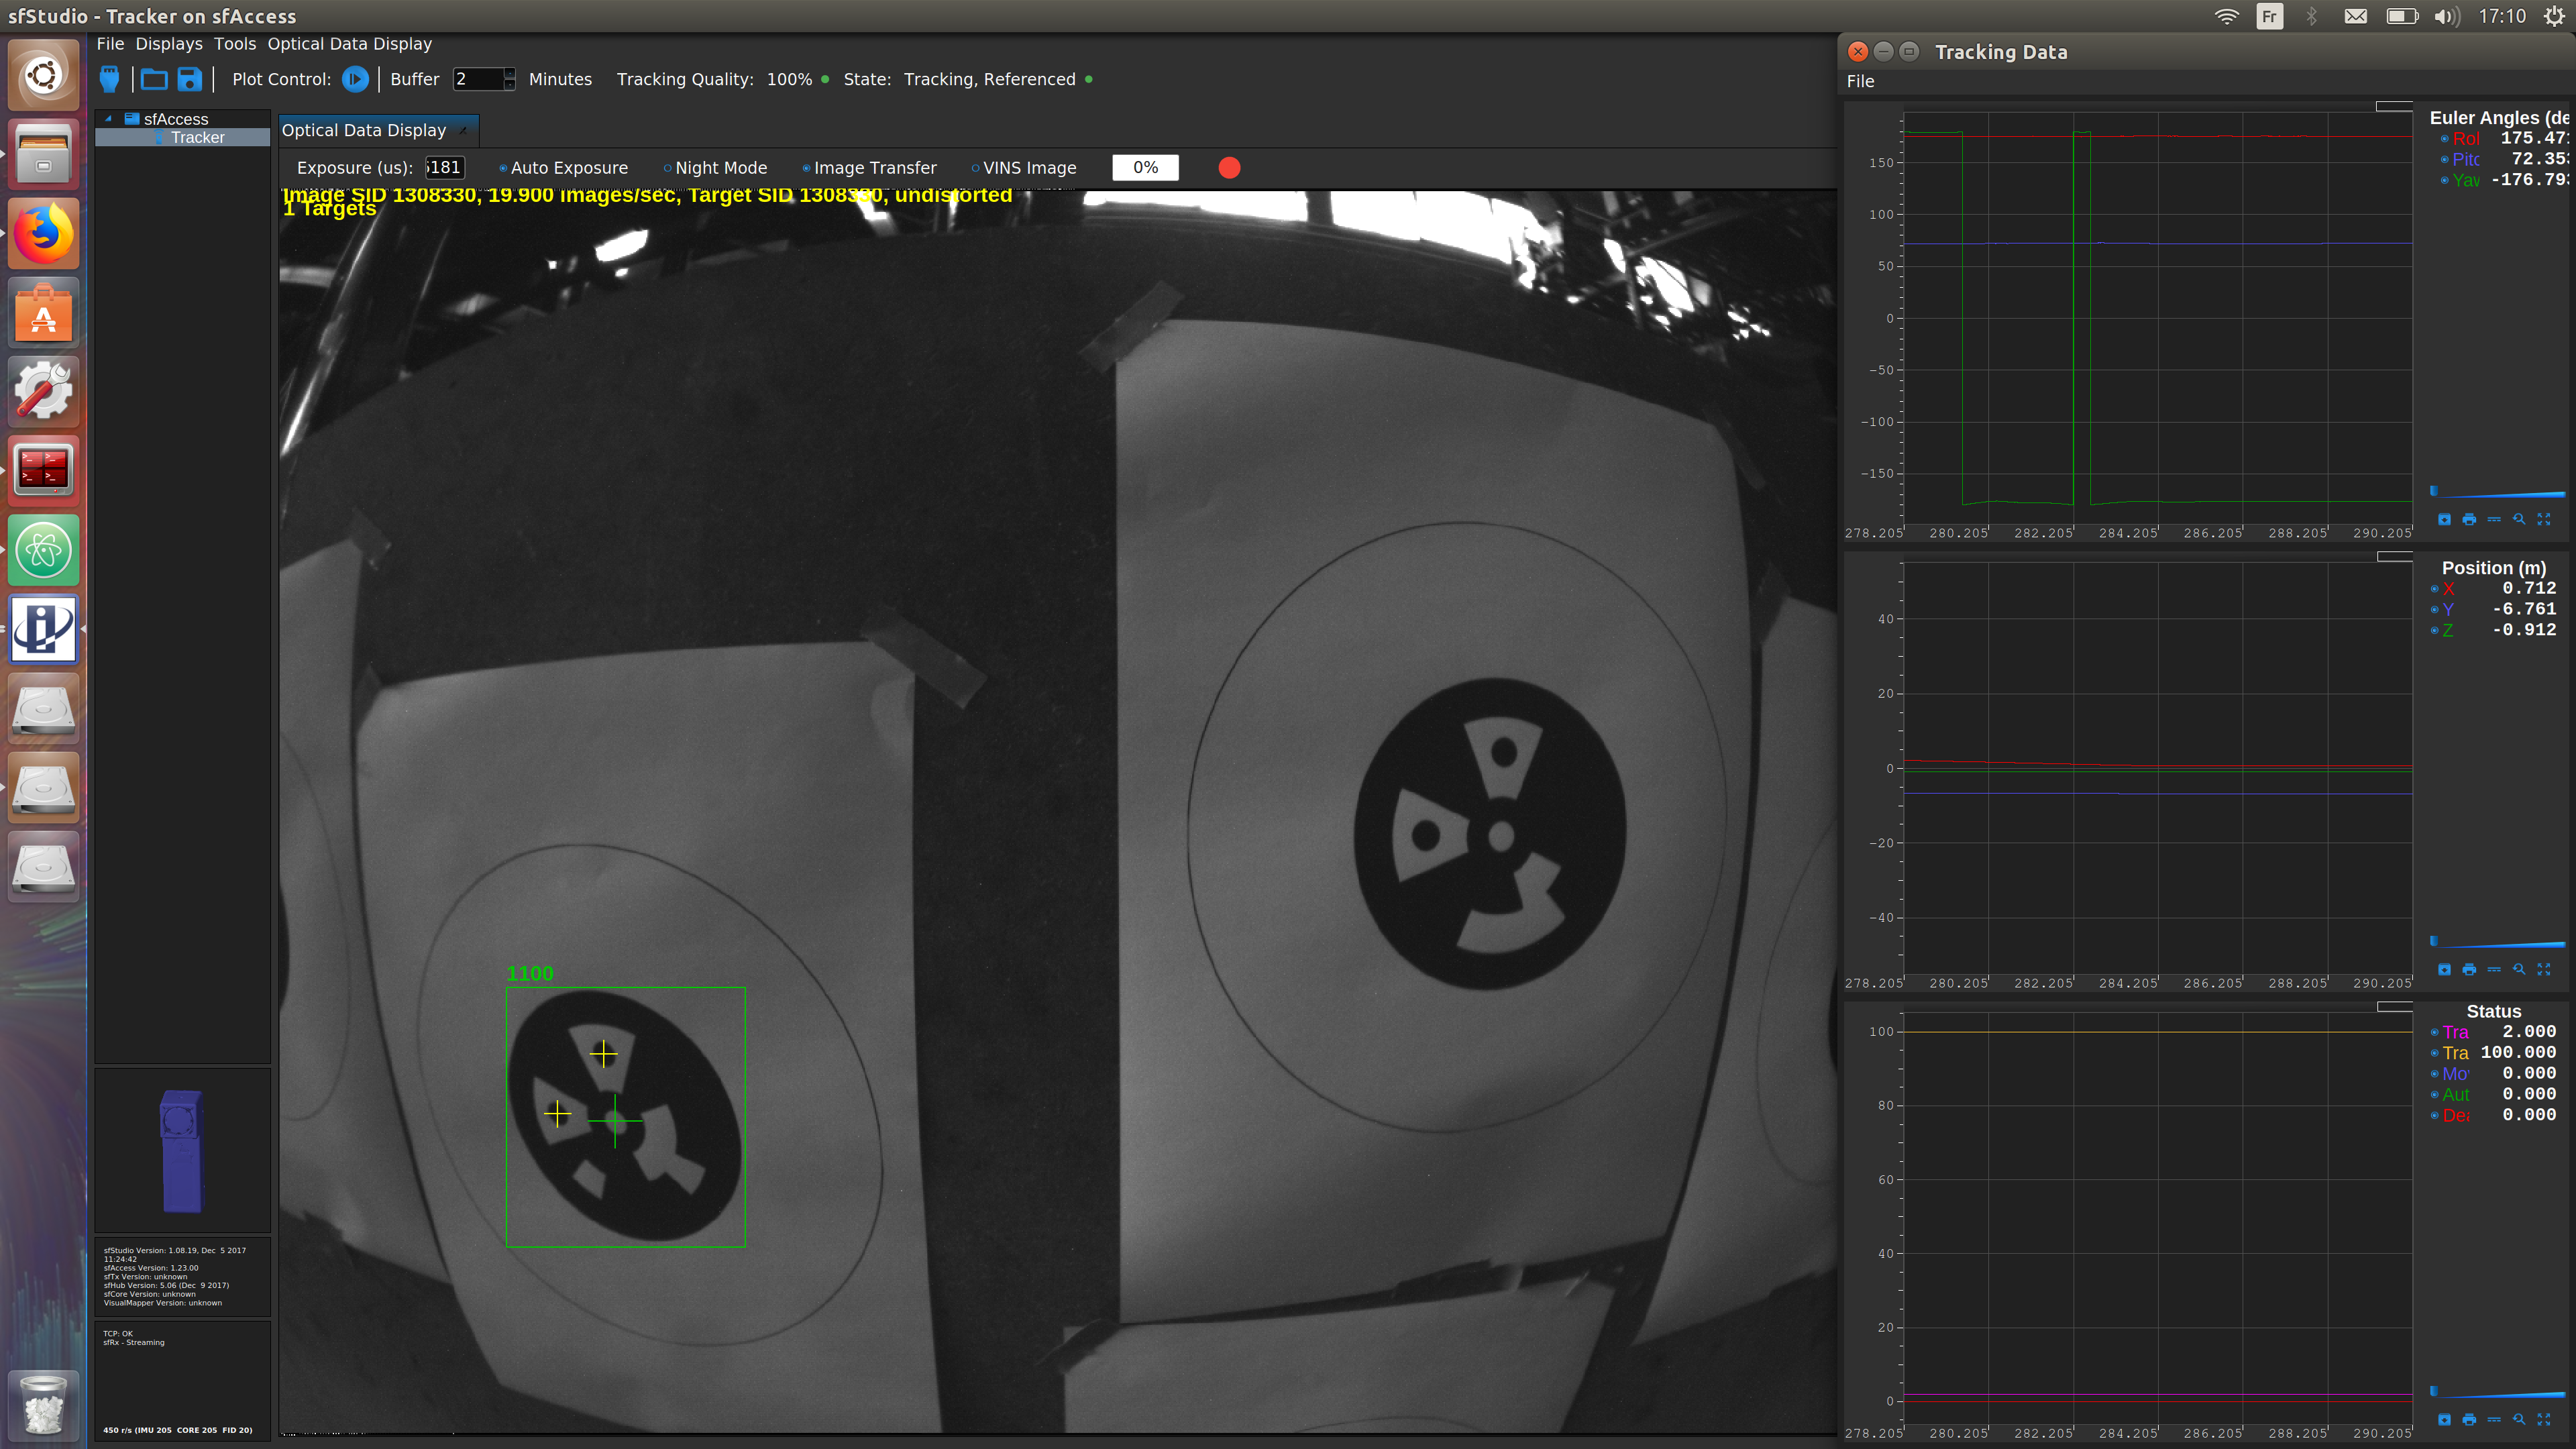 sfStudio - Tracker on sfAccess
Fr
17:10
File Displays Tools Optical Data Display
Plot Control: Buffer 2 Minutes Tracking Quality: 100% State: Tracking, Referenced
sfAccess
Tracker
Optical Data Display
Exposure (us): 181 Auto Exposure Night Mode Image Transfer VINS Image 0%
Image SID 1308330, 19.900 Images/sec, Target SID 1308330, undistorted
1 Targets
1100
sfStudio Version: 1.08.19, Dec 5 2017
11:24:42
sfAccess Version: 1.23.00
sfTx Version: unknown
sfHub Version: 5.06 (Dec 9 2017)
sfCore Version: unknown
VisualMapper Version: unknown
TCP: OK
sfRx - Streaming
450 r/s (IMU 205 CORE 205 FID 20)
Tracking Data
File
Euler Angles (de
Rol 175.47
Pitc 72.35
Yaw -176.79
150
100
50
0
-50
-100
-150
278.205 280.205 282.205 284.205 286.205 288.205 290.205
Position (m)
X 0.712
Y -6.761
Z -0.912
40
20
0
-20
-40
278.205 280.205 282.205 284.205 286.205 288.205 290.205
Status
Tra 2.000
Tra 100.000
Mo 0.000
Aut 0.000
Dea 0.000
100
80
60
40
20
0
278.205 280.205 282.205 284.205 286.205 288.205 290.205